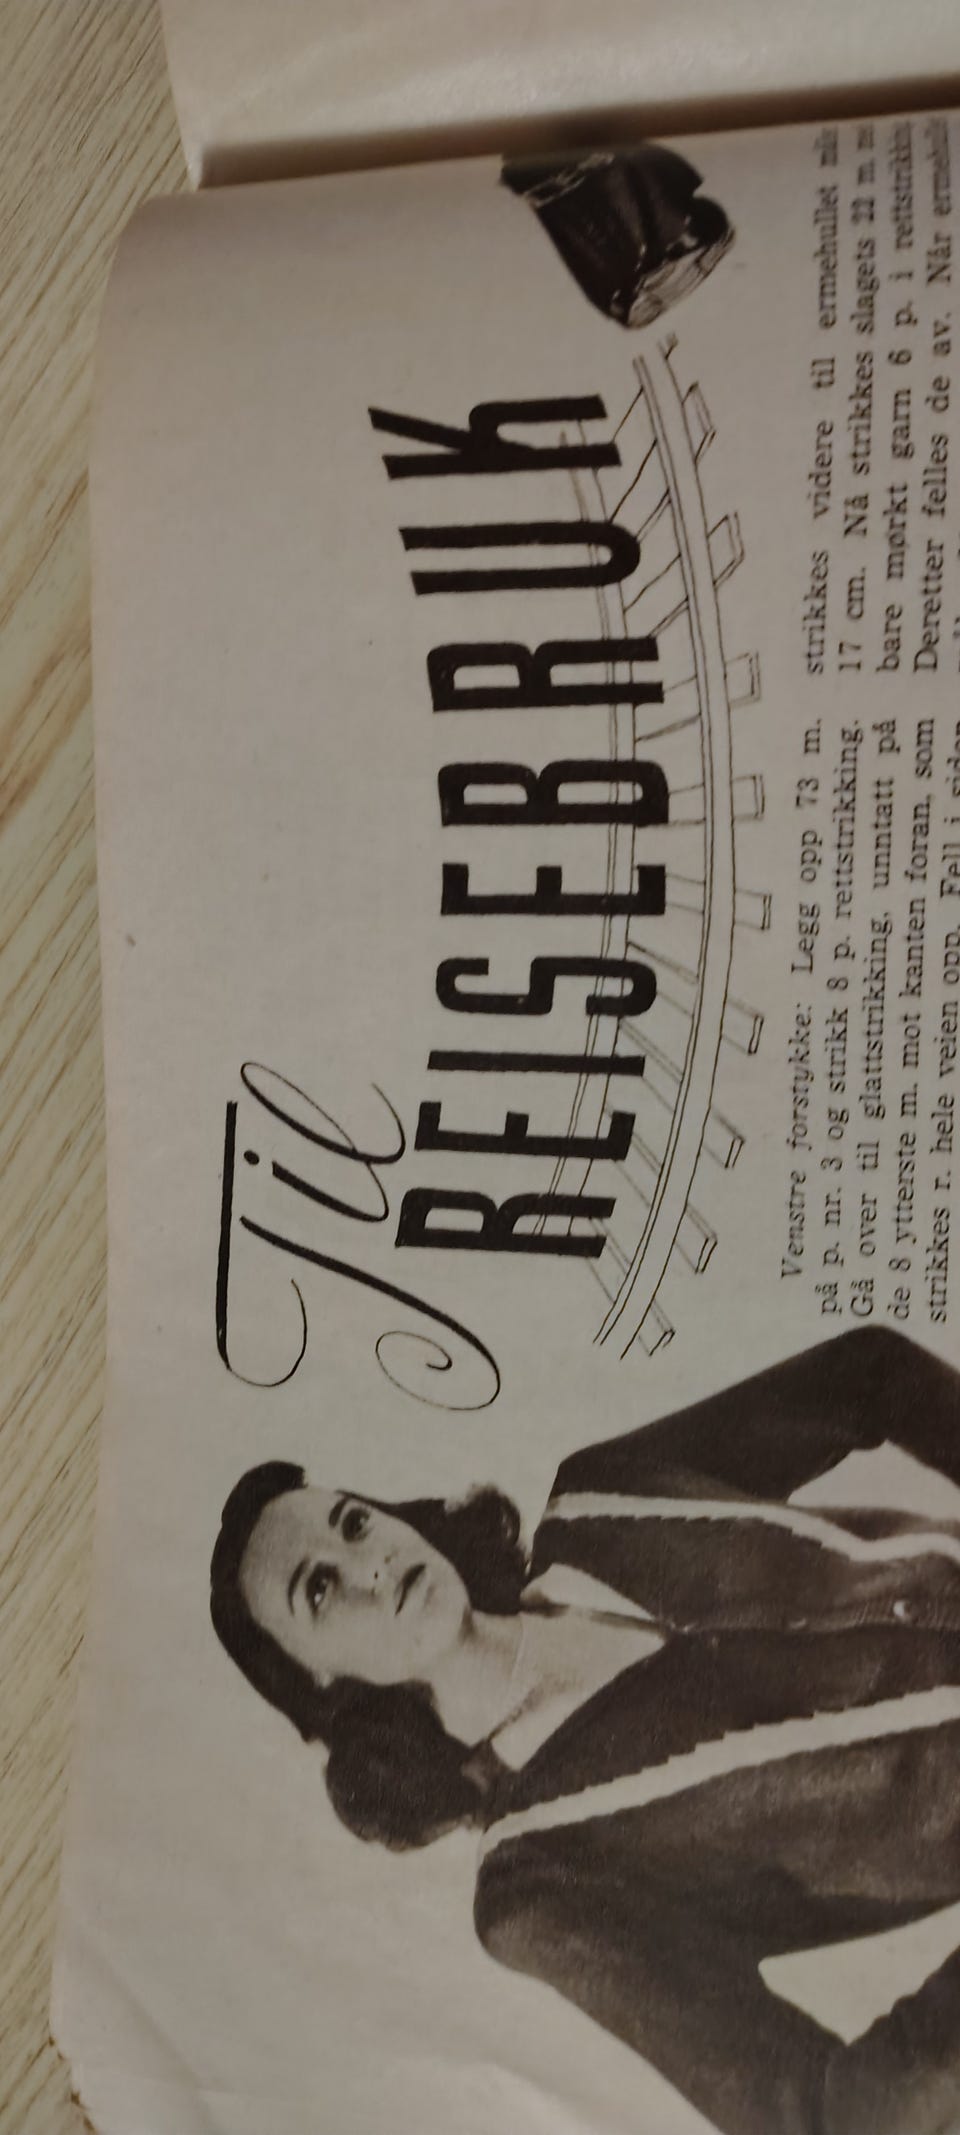 Til
REISEBRUK
Venstre forstykke: Legg opp 73 m.
på p. nr. 3 og strikk 8 p. rettstrikking.
Gå over til glattstrikking, unntatt på
de 8 ytterste m. mot kanten foran, som
strikkes r. hele veien opp. Fell i siden
strikkes videre til ermehullet
17 cm. Nå strikkes slagets 22 m.
bare mørkt garn 6 p. i rettstrikking
Deretter felles de av. Når ermehullet